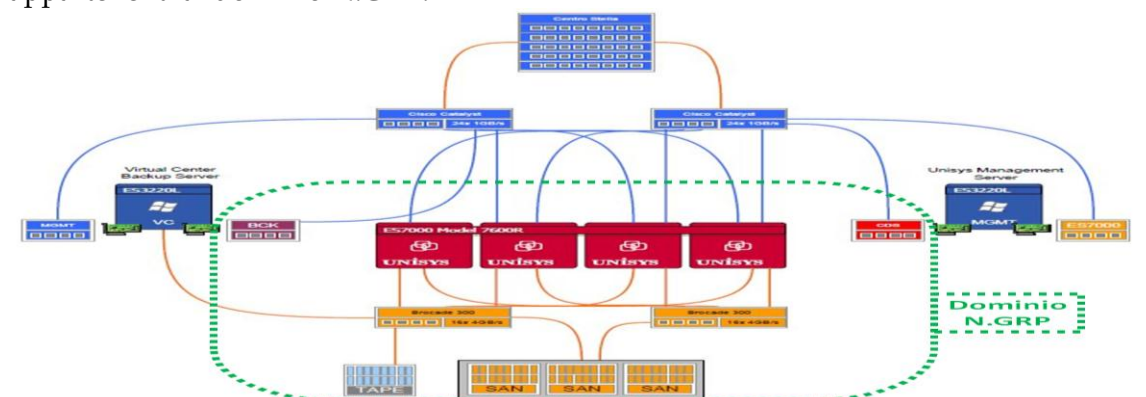 Centro Stella
Cisco Catalyst
24x 1GB/s
Cisco Catalyst
24x 1GB/s
Virtual Center
Backup Server
ES3220L
VC
MGMT
BCK
Unisys Management
Server
ES3220L
MGMT
CDS
ES7000
ES7000 Model 7600R
UNISYS
UNISYS
UNISYS
UNISYS
Brocade 300
16x 4GB/s
Brocade 300
16x 4GB/s
Dominio
N.GRP
TAPE
SAN
SAN
SAN